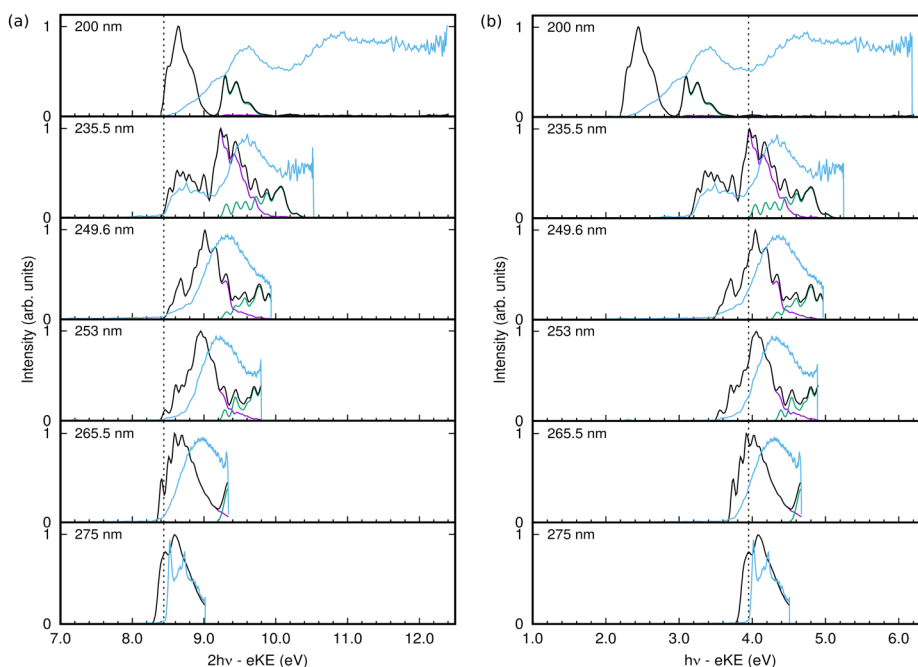 (a)
(b)
1
200 nm
0
235.5 nm
1
0
249.6 nm
1
0
253 nm
1
0
265.5 nm
1
0
275 nm
1
0
7.0 8.0 9.0 10.0 11.0 12.0
2hν - eKE (eV)
Intensity (arb. units)
1
200 nm
0
235.5 nm
1
0
249.6 nm
1
0
253 nm
1
0
265.5 nm
1
0
275 nm
1
0
1.0 2.0 3.0 4.0 5.0 6.0
hν - eKE (eV)
Intensity (arb. units)